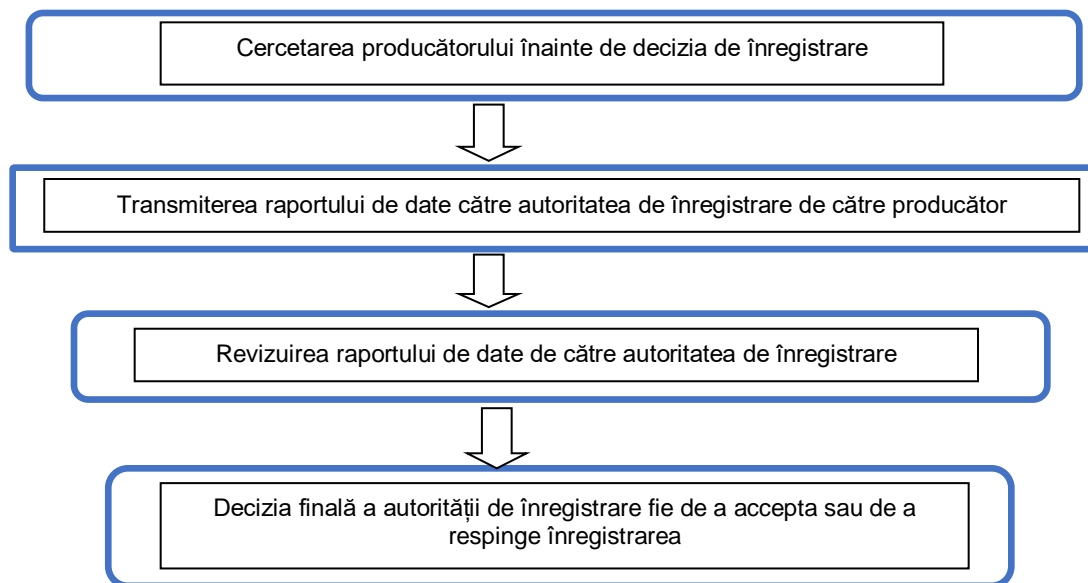 Cercetarea producătorului înainte de decizia de înregistrare
Transmiterea raportului de date către autoritatea de înregistrare de către producător
Revizuirea raportului de date de către autoritatea de înregistrare
Decizia finală a autorității de înregistrare fie de a accepta sau de a
respinge înregistrarea